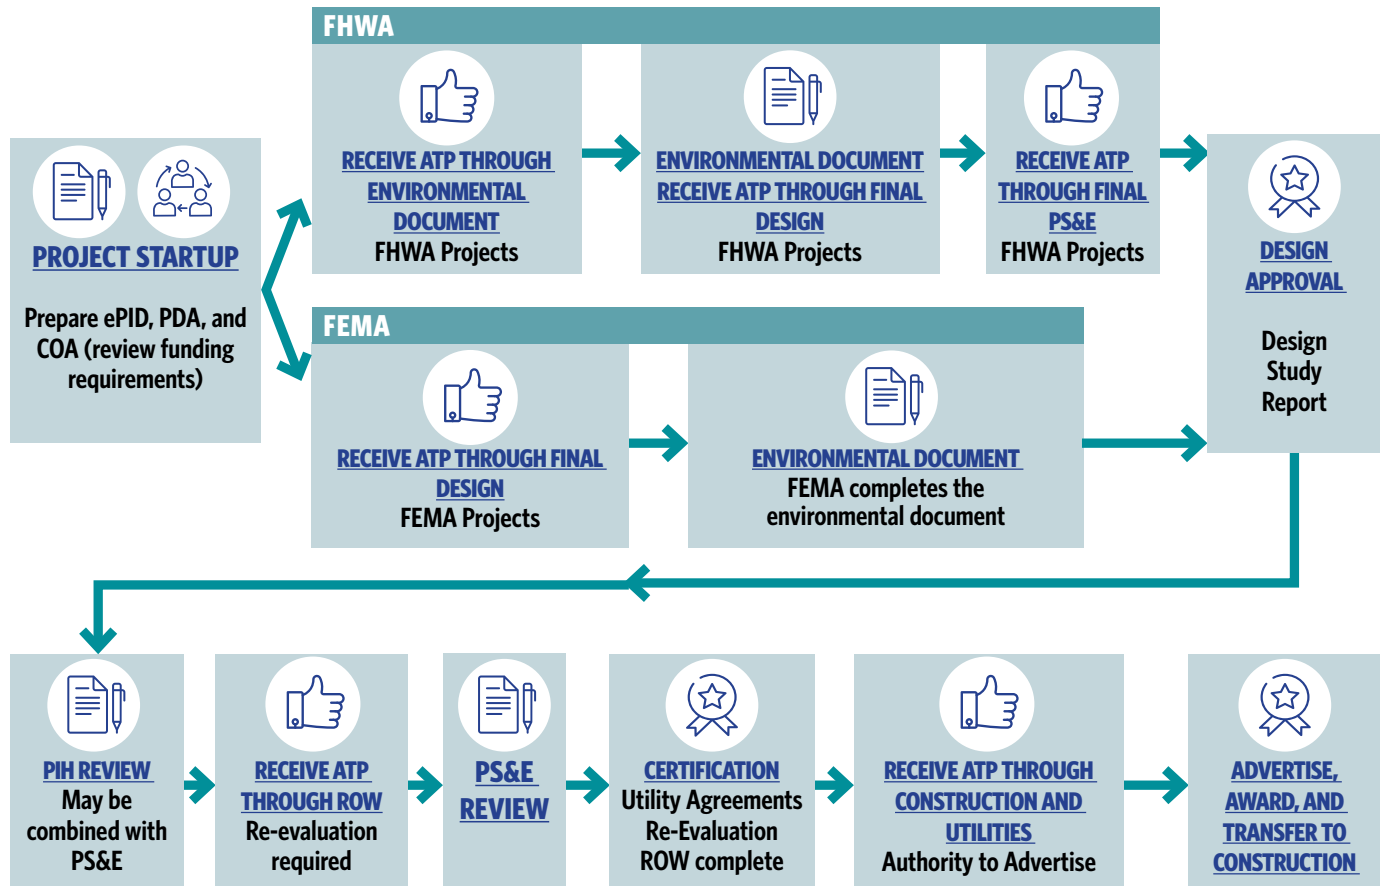 PROJECT STARTUP
Prepare ePID, PDA, and
COA (review funding
requirements)
FHWA
RECEIVE ATP THROUGH
ENVIRONMENTAL
DOCUMENT
FHWA Projects
ENVIRONMENTAL DOCUMENT
RECEIVE ATP THROUGH FINAL
DESIGN
FHWA Projects
RECEIVE ATP
THROUGH FINAL
PS&E
FHWA Projects
FEMA
RECEIVE ATP THROUGH FINAL
DESIGN
FEMA Projects
ENVIRONMENTAL DOCUMENT
FEMA completes the
environmental document
DESIGN
APPROVAL
Design
Study
Report
PIH REVIEW
May be
combined with
PS&E
RECEIVE ATP
THROUGH ROW
Re-evaluation
required
PS&E
REVIEW
CERTIFICATION
Utility Agreements
Re-Evaluation
ROW complete
RECEIVE ATP THROUGH
CONSTRUCTION AND
UTILITIES
Authority to Advertise
ADVERTISE,
AWARD, AND
TRANSFER TO
CONSTRUCTION